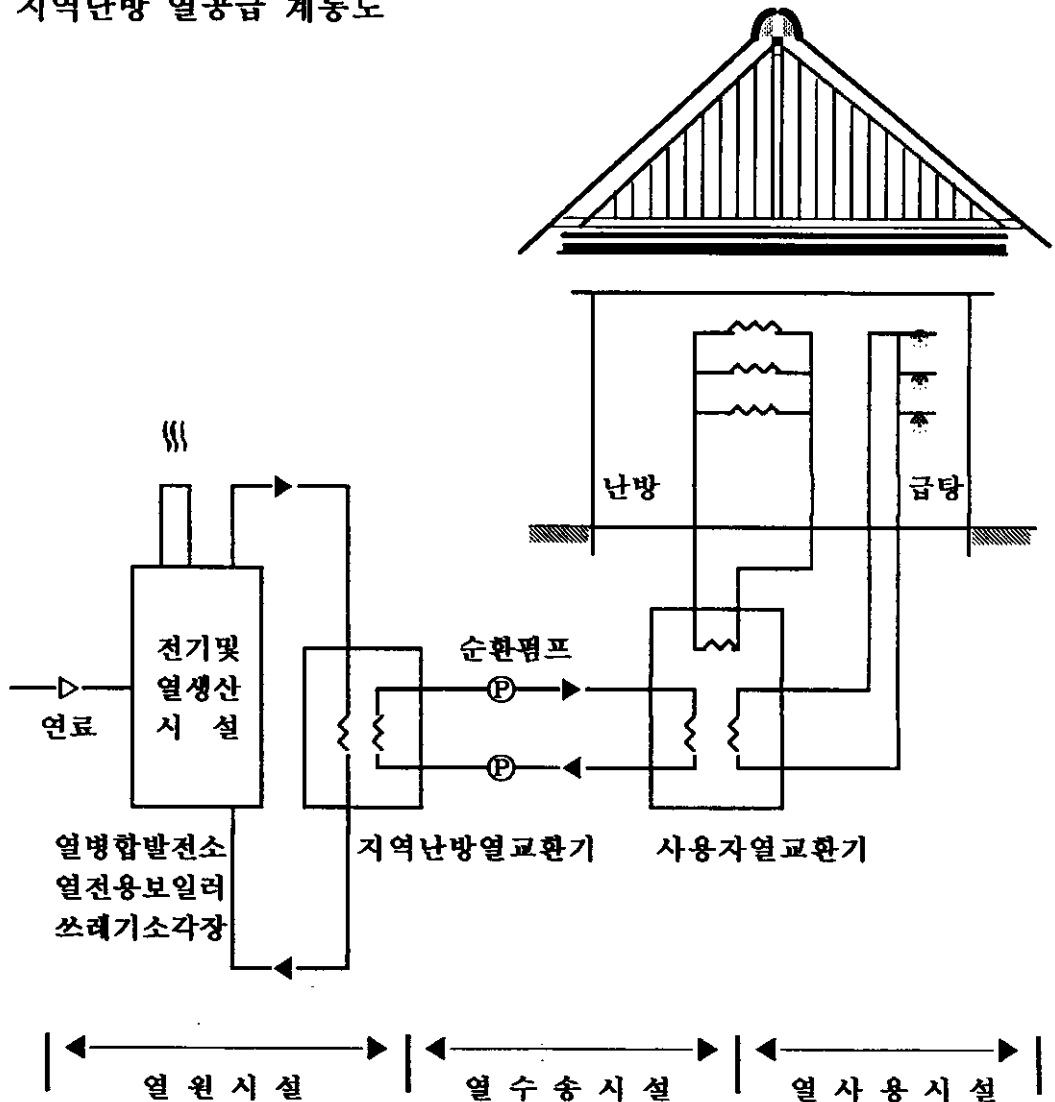 지역난방 열공급 계통도
난방
급탕
전기및
열생산
시 설
연료
순환펌프
P
P
열병합발전소
열전용보일러
쓰레기소각장
지역난방열교환기
사용자열교환기
열 원 시 설
열 수 송 시 설
열 사 용 시 설